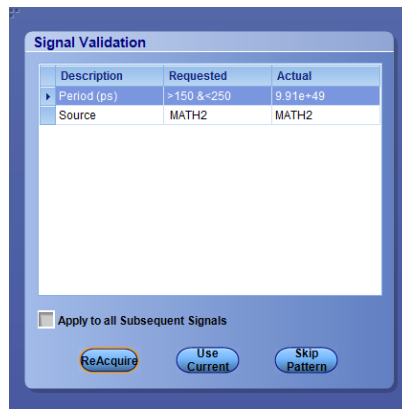 Signal Validation
Description Requested Actual
Period (ps) >150 &<250 9.91e+49
Source MATH2 MATH2
Apply to all Subsequent Signals
ReAcquire Use Current Skip Pattern